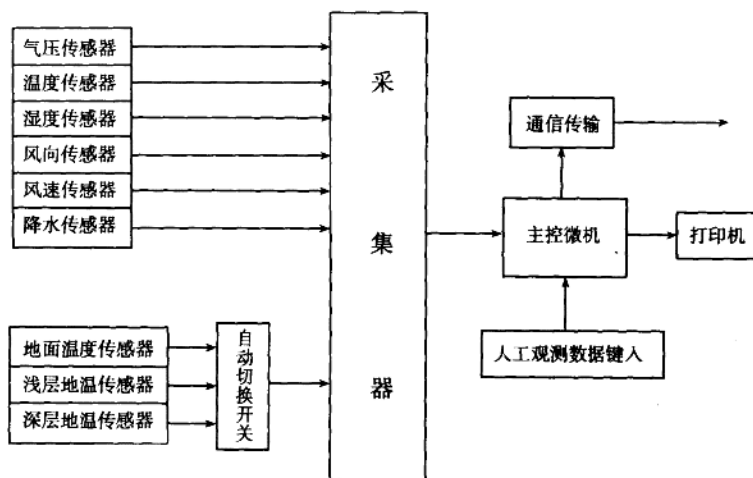 气压传感器
温度传感器
湿度传感器
风向传感器
风速传感器
降水传感器
地面温度传感器
浅层地温传感器
深层地温传感器
自动切换开关
采集器
通信传输
主控微机
打印机
人工观测数据键入